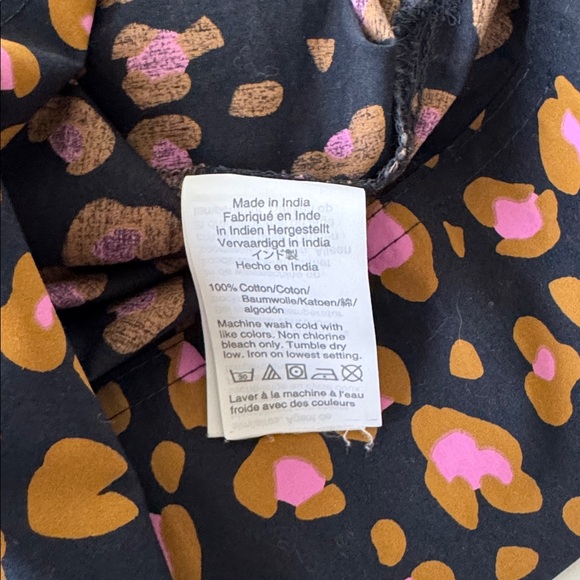 Made in India
Fabriqué en Inde
in Indien Hergestellt
Vervaardigd in India
インド製
Hecho en India
100% Cotton/Coton/
Baumwolle/Katoen/綿/
algodón
Machine wash cold with
like colors. Non chlorine
bleach only. Tumble dry
low. Iron on lowest setting.
30
Laver à la machine à l'eau
froide avec des couleurs